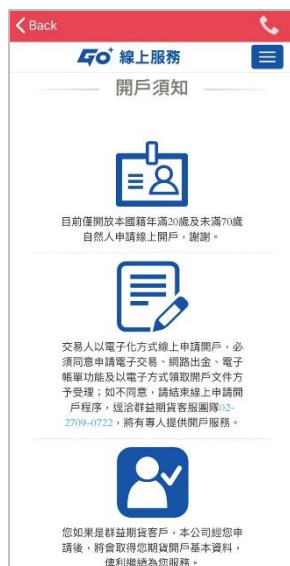 Back
Go+ 線上服務
開戶須知
目前僅開放本國籍年滿20歲及未滿70歲
自然人申請線上開戶，謝謝。
交易人以電子化方式線上申請開戶，必
須同意申請電子交易、網路出金、電子
帳單功能及以電子方式領取開戶文件方
予受理；如不同意，請結束線上申請開
戶程序，逕洽群益期貨客服團隊02-
2709-0722，將有專人提供開戶服務。
您如果是群益期貨客戶，本公司經您申
請後，將會取得您期貨開戶基本資料，
便利繼續為您服務。